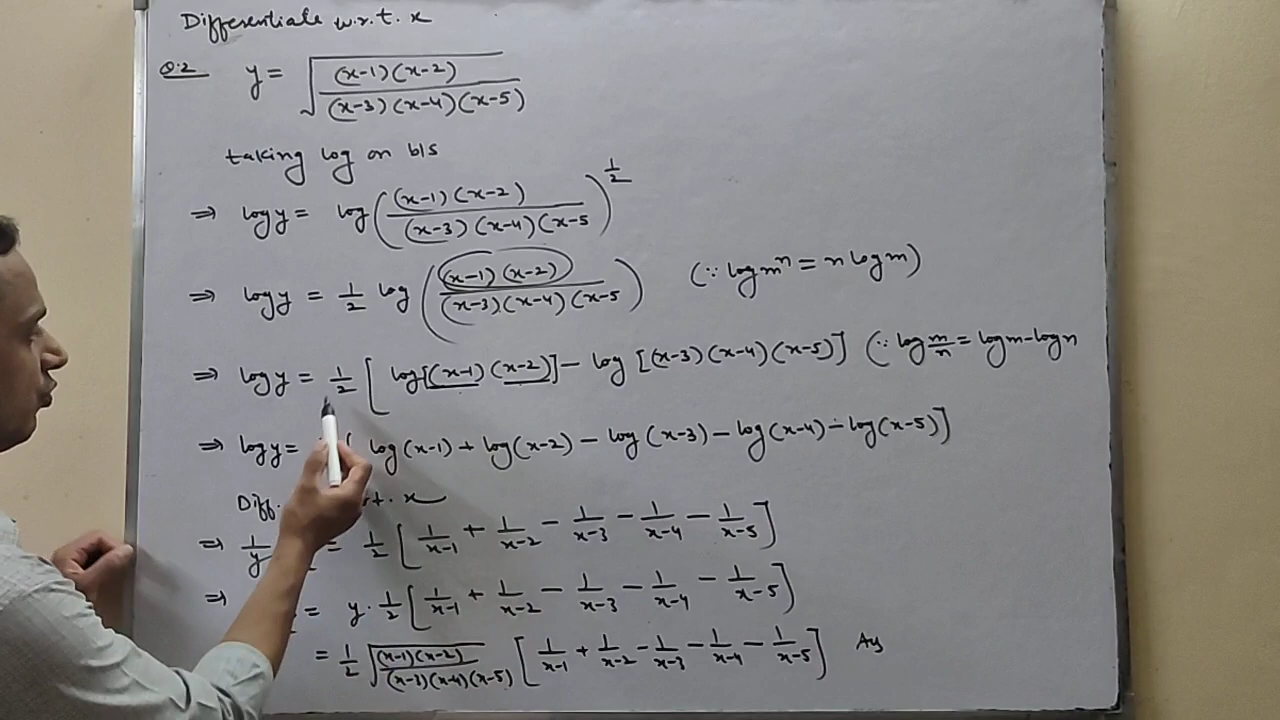 Differentiate w.r.t. x
Q.2 y = √((x-1)(x-2)/(x-3)(x-4)(x-5))
taking log on b/s
⇒ log y = log((x-1)(x-2)/(x-3)(x-4)(x-5)^1/2
⇒ log y = 1/2 log((x-1)(x-2)/(x-3)(x-4)(x-5) (∵ log mⁿ = n log m)
⇒ log y = 1/2 [ log[(x-1)(x-2)] - log [(x-3)(x-4)(x-5)] (∵ log m/n = log m - log n
⇒ log y = [ log(x-1) + log(x-2) - log(x-3) - log(x-4) - log(x-5)]
Diff. r.t. x
⇒ 1/y = 1/2 [ 1/(x-1) + 1/(x-2) - 1/(x-3) - 1/(x-4) - 1/(x-5) ]
⇒ = y · 1/2 [ 1/(x-1) + 1/(x-2) - 1/(x-3) - 1/(x-4) - 1/(x-5) ]
= 1/2 √((x-1)(x-2)/(x-3)(x-4)(x-5)) [ 1/(x-1) + 1/(x-2) - 1/(x-3) - 1/(x-4) - 1/(x-5) ]